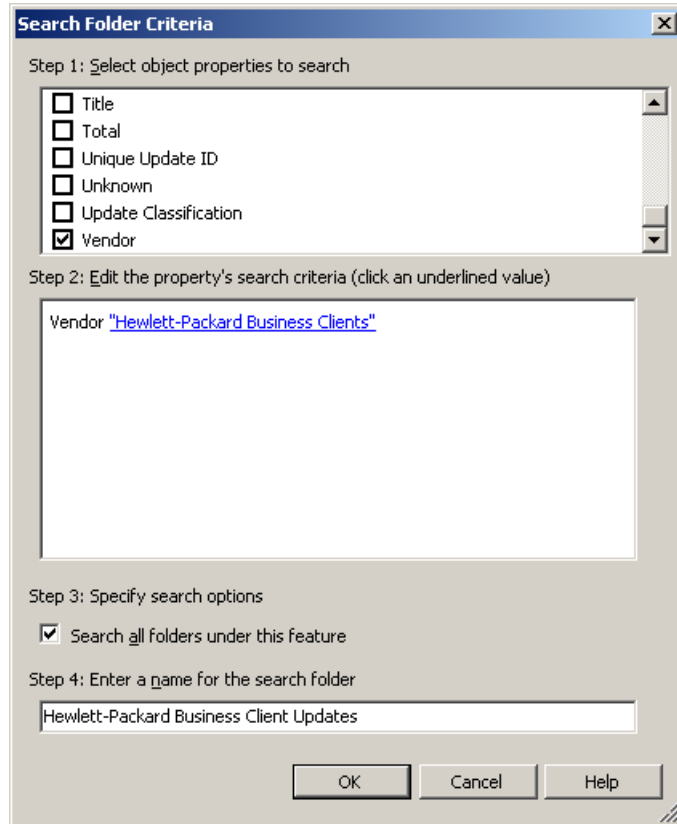 Search Folder Criteria
Step 1: Select object properties to search
Title
Total
Unique Update ID
Unknown
Update Classification
Vendor
Step 2: Edit the property's search criteria (click an underlined value)
Vendor "Hewlett-Packard Business Clients"
Step 3: Specify search options
Search all folders under this feature
Step 4: Enter a name for the search folder
Hewlett-Packard Business Client Updates
OK Cancel Help